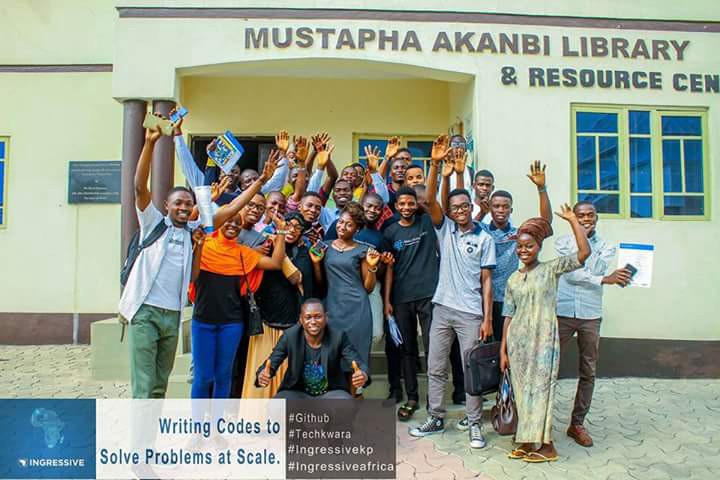 MUSTAPHA AKANBI LIBRARY
& RESOURCE CEN
INGRESSIVE
Writing Codes to
Solve Problems at Scale.
#Github
#Techkwara
#Ingressivekp
#Ingressiveafrica